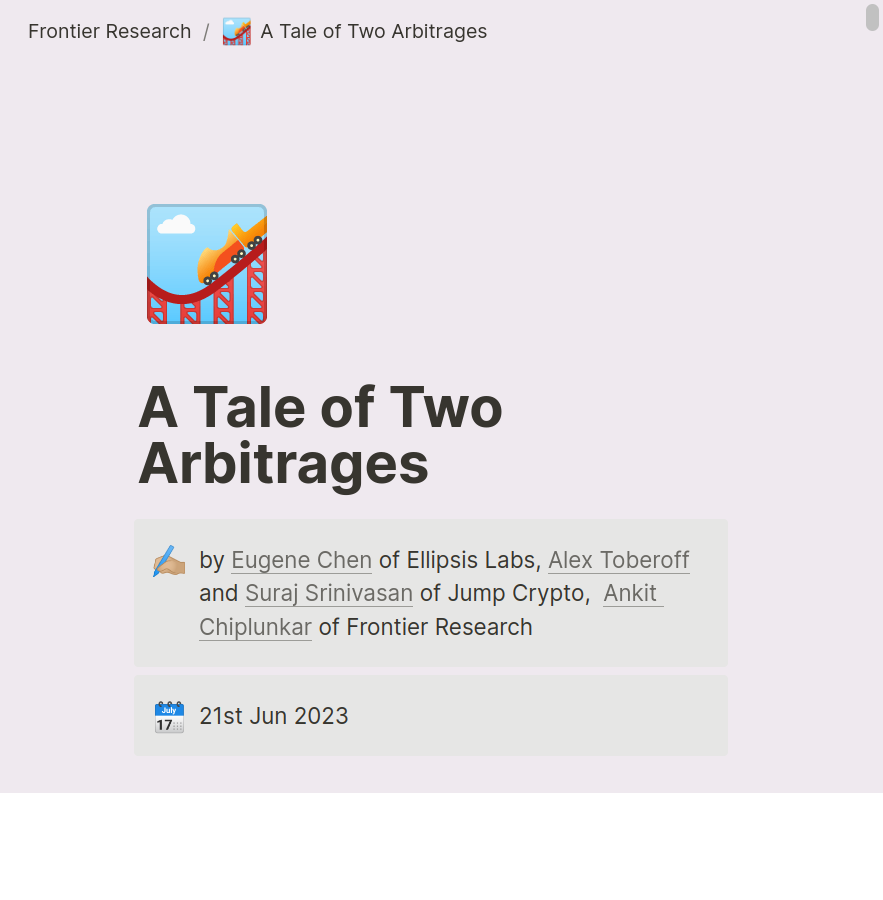 Frontier Research / A Tale of Two Arbitrages
A Tale of Two
Arbitrages
by Eugene Chen of Ellipsis Labs, Alex Toberoff
and Suraj Srinivasan of Jump Crypto, Ankit
Chiplunkar of Frontier Research
July
17
21st Jun 2023